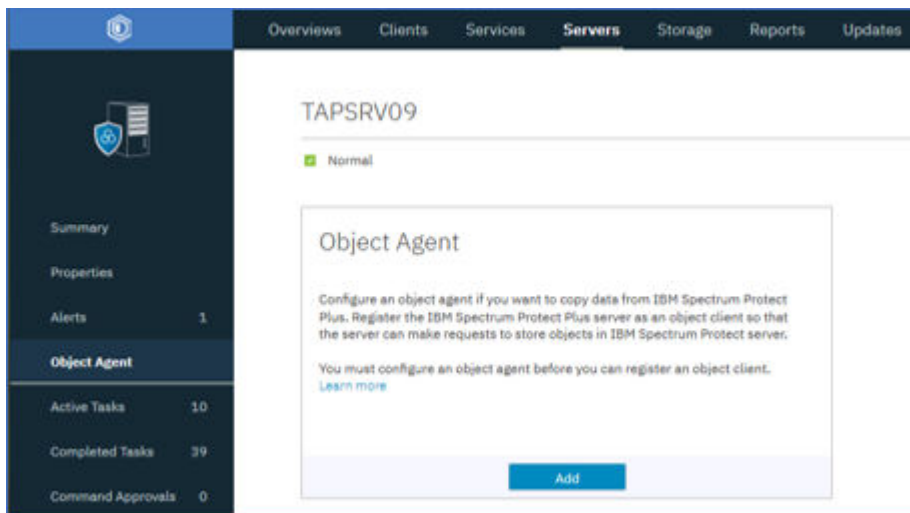 Overviews Clients Services Servers Storage Reports Updates
TAPSRV09
Normal
Summary
Properties
Alerts 1
Object Agent
Active Tasks 10
Completed Tasks 39
Command Approvals 0
Object Agent
Configure an object agent if you want to copy data from IBM Spectrum Protect
Plus. Register the IBM Spectrum Protect Plus server as an object client so that
the server can make requests to store objects in IBM Spectrum Protect server.
You must configure an object agent before you can register an object client.
Learn more
Add